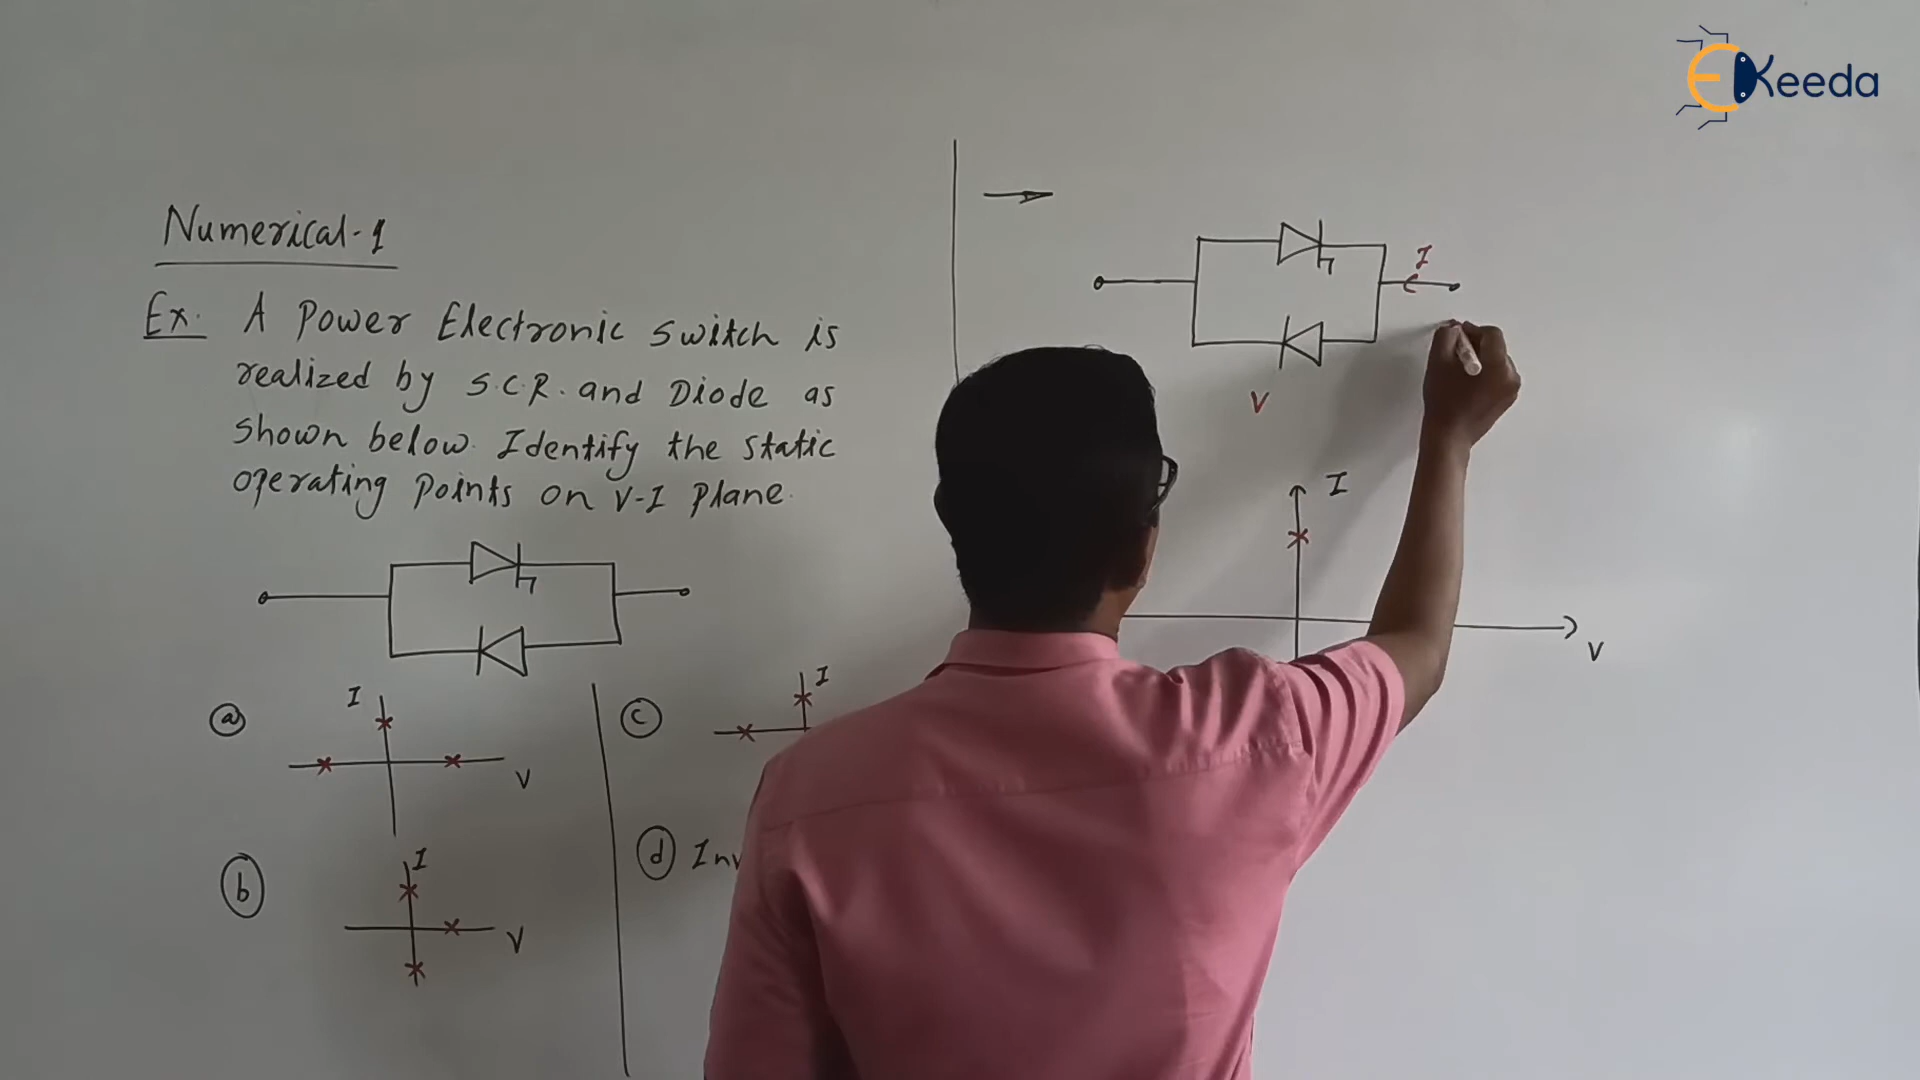 EKeeda
Numerical-1
Ex. A Power Electronic Switch is
realized by S.C.R. and Diode as
shown below. Identify the static
operating points on V-I plane.
I
V
a
I
V
b
I
c
d Inv
I
V
I
V